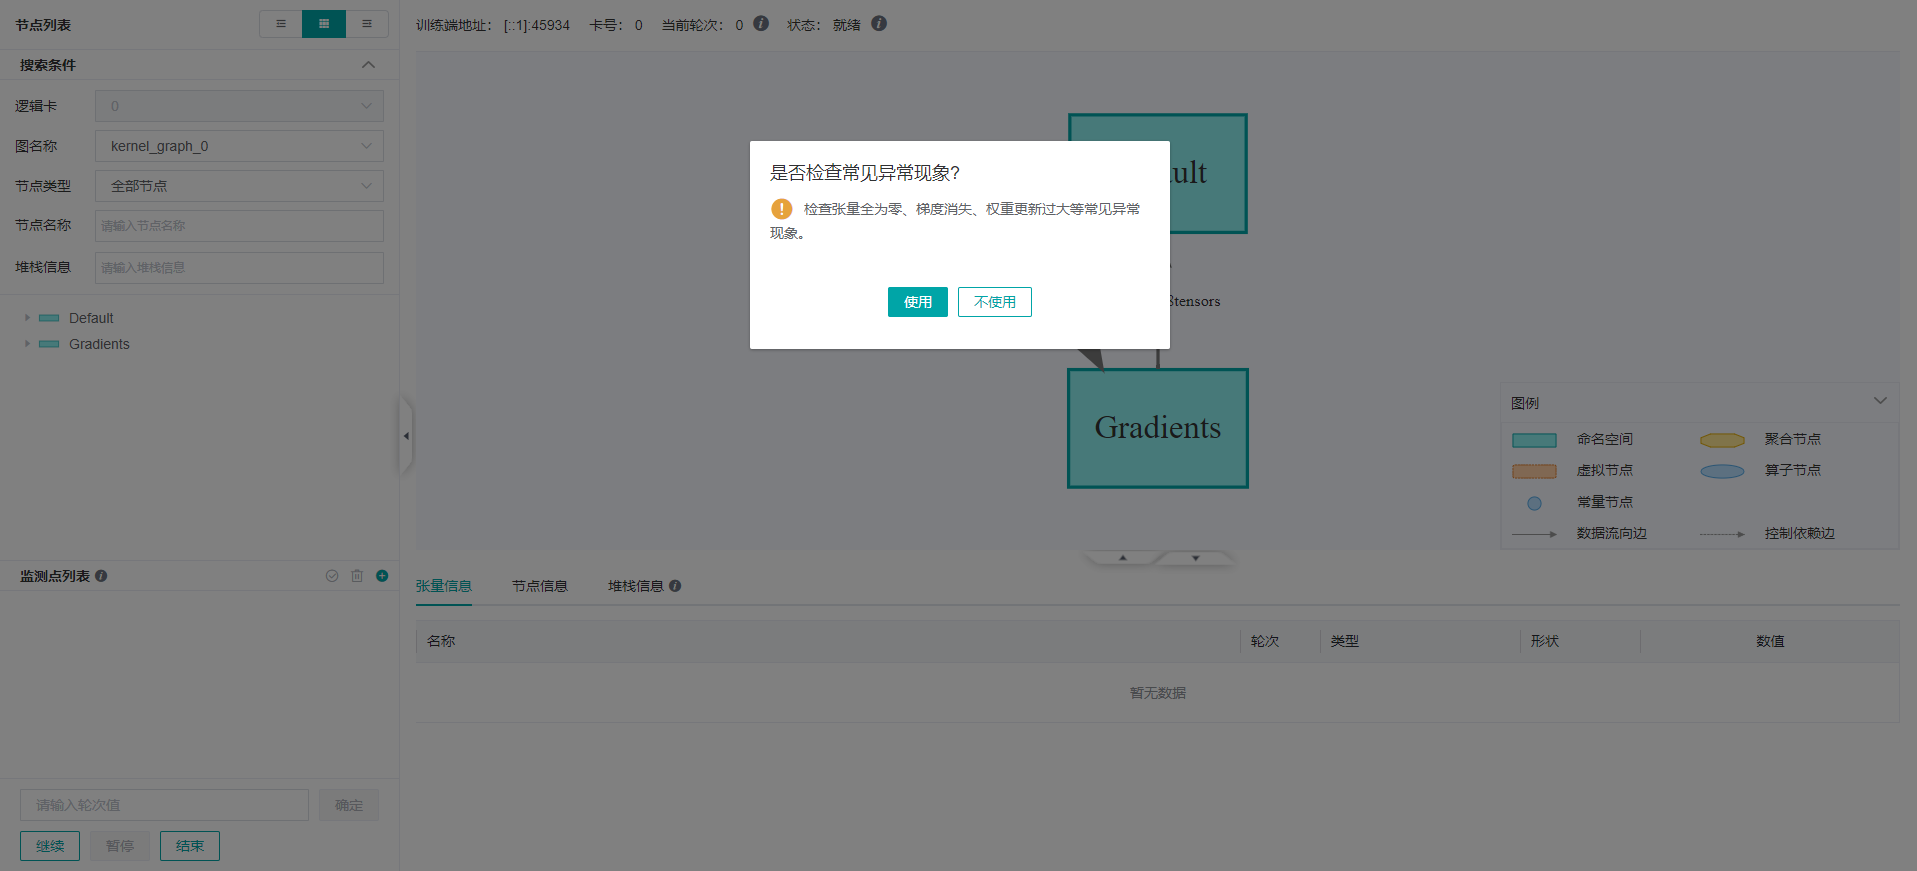 节点列表
搜索条件
逻辑卡
0
图名称
kernel_graph_0
节点类型
全部节点
节点名称
请输入节点名称
堆栈信息
请输入堆栈信息
Default
Gradients
监测点列表
请输入轮次值
确定
继续
暂停
结束
训练端地址： [::1]:45934 卡号： 0 当前轮次： 0 状态： 就绪
是否检查常见异常现象?
检查张量全为零、梯度消失、权重更新过大等常见异常
现象。
使用
不使用
ult
tensors
Gradients
图例
命名空间
聚合节点
虚拟节点
算子节点
常量节点
数据流向边
控制依赖边
张量信息
节点信息
堆栈信息
名称
轮次
类型
形状
数值
暂无数据